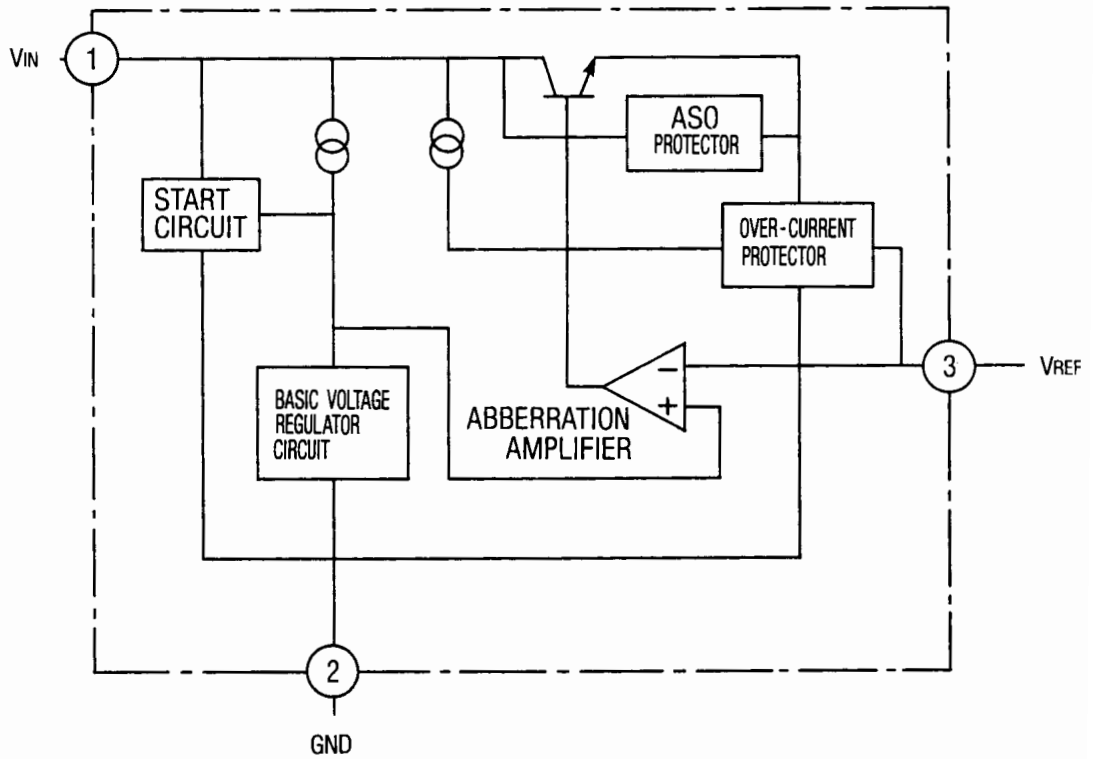 VIN
1
ASO
PROTECTOR
START
CIRCUIT
OVER-CURRENT
PROTECTOR
3
VREF
−
+
BASIC VOLTAGE
REGULATOR
CIRCUIT
ABBERRATION
AMPLIFIER
2
GND